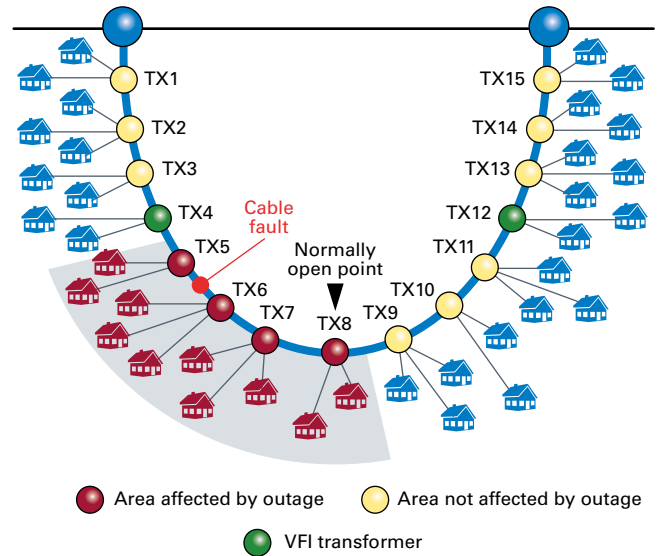 TX1
TX15
TX2
TX14
TX3
TX13
TX4
Cable
fault
TX12
TX5
Normally
open point
TX11
TX6
TX10
TX7
TX8
TX9
Area affected by outage
Area not affected by outage
VFI transformer